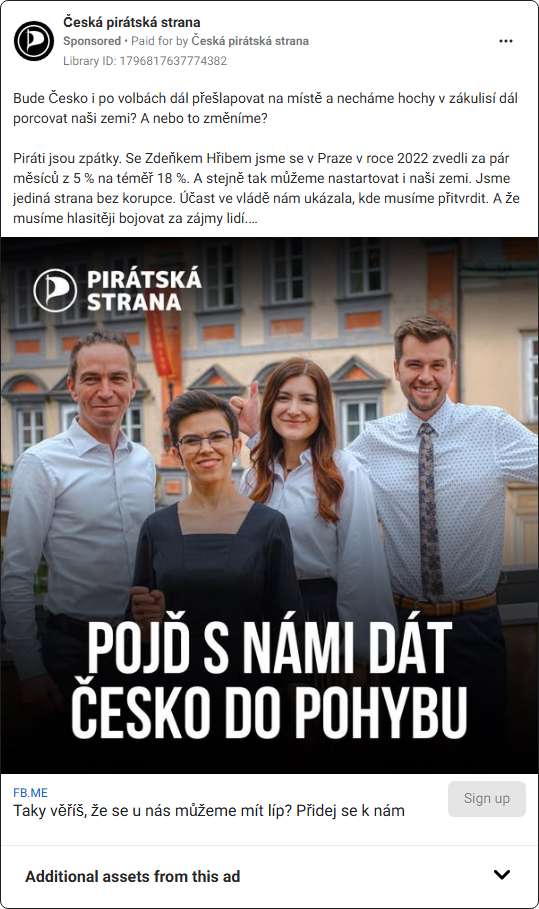 Česká pirátská strana
Sponsored • Paid for by Česká pirátská strana
Library ID: 1796817637774382
Bude Česko i po volbách dál přešlapovat na místě a necháme hochy v zákulisí dál
porcovat naši zemi? A nebo to změníme?
Piráti jsou zpátky. Se Zdeňkem Hřibem jsme se v Praze v roce 2022 zvedli za pár
měsíců z 5 % na téměř 18 %. A stejně tak můžeme nastartovat i naši zemi. Jsme
jediná strana bez korupce. Účast ve vládě nám ukázala, kde musíme přitvrdit. A že
musíme hlasitěji bojovat za zájmy lidí....
PIRÁTSKÁ
STRANA
POJĎ S NÁMI DÁT
ČESKO DO POHYBU
FB.ME
Taky věříš, že se u nás můžeme mít líp? Přidej se k nám
Sign up
Additional assets from this ad